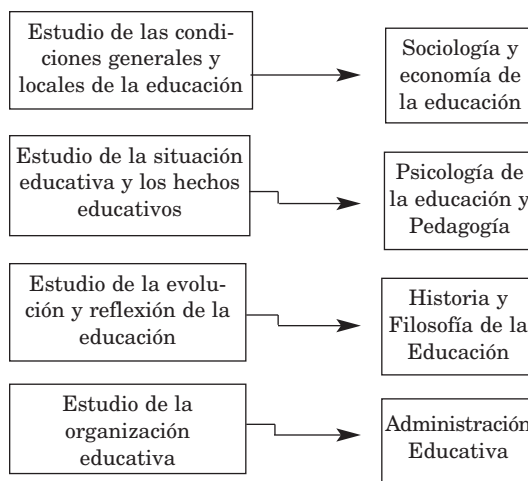 Estudio de las condi-
ciones generales y
locales de la educación
Sociología y
economía de
la educación
Estudio de la situación
educativa y los hechos
educativos
Psicología de
la educación y
Pedagogía
Estudio de la evolu-
ción y reflexión de la
educación
Historia y
Filosofía de la
Educación
Estudio de la
organización
educativa
Administración
Educativa